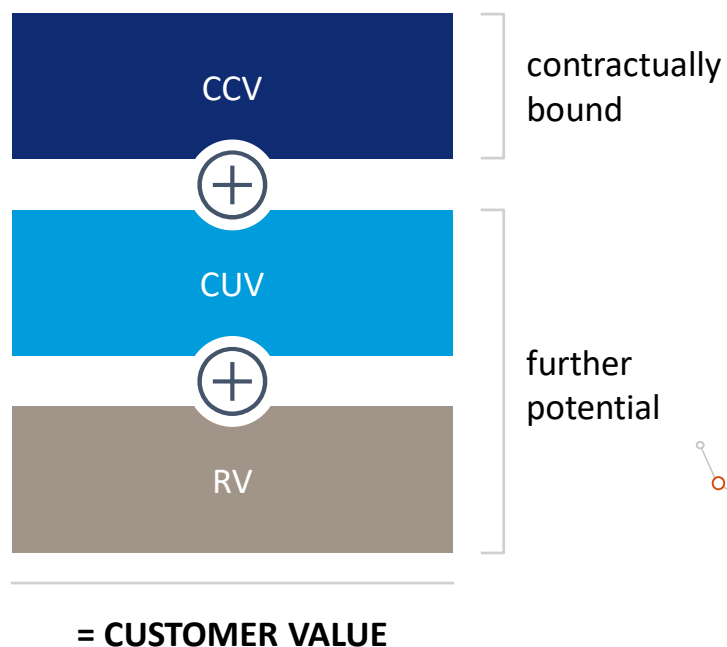 CCV
contractually
bound
CUV
further
potential
RV
= CUSTOMER VALUE